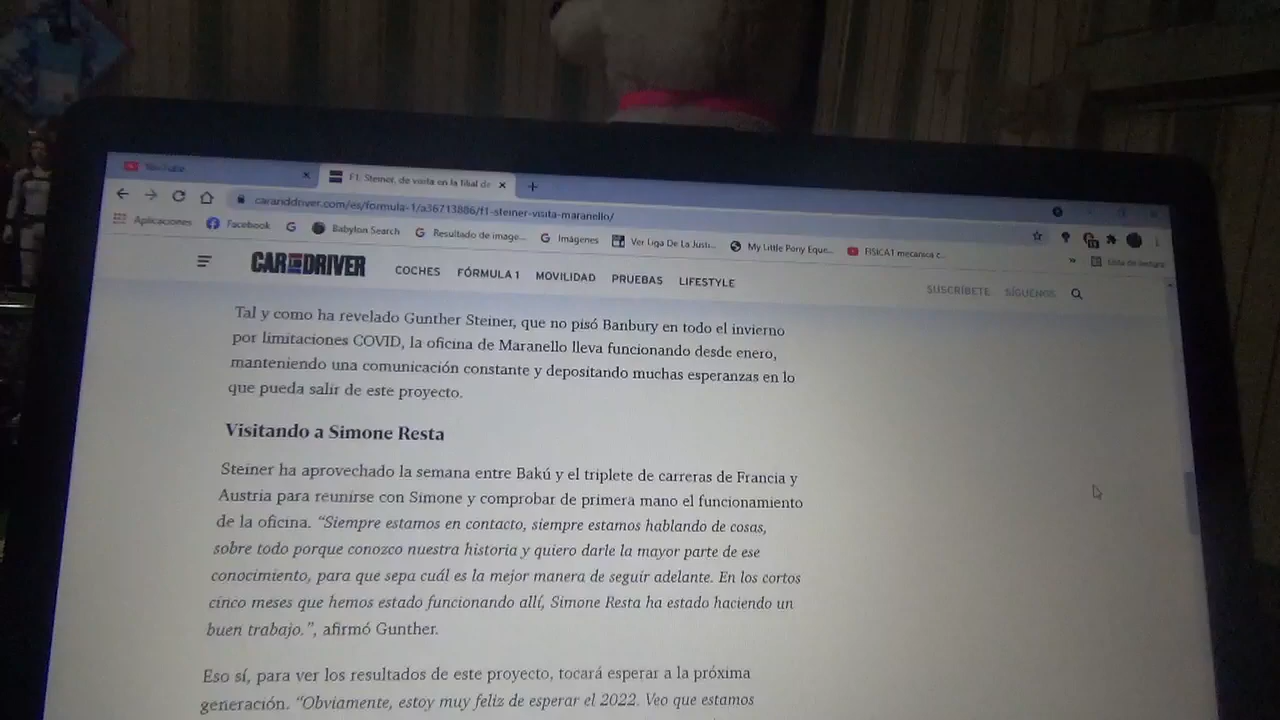 YouTube
F1: Steiner, de visita en la filial de
caranddriver.com/es/formula-1/a36713886/f1-steiner-visita-maranello/
Aplicaciones Facebook Babylon Search Resultado de image... Imágenes Ver Liga De La Justi... My Little Pony Eque... FISICA1 mecanica c...
Lista de lectura
CAR AND DRIVER COCHES FÓRMULA 1 MOVILIDAD PRUEBAS LIFESTYLE SUSCRÍBETE SÍGUENOS
Tal y como ha revelado Gunther Steiner, que no pisó Banbury en todo el invierno
por limitaciones COVID, la oficina de Maranello lleva funcionando desde enero,
manteniendo una comunicación constante y depositando muchas esperanzas en lo
que pueda salir de este proyecto.
Visitando a Simone Resta
Steiner ha aprovechado la semana entre Bakú y el triplete de carreras de Francia y
Austria para reunirse con Simone y comprobar de primera mano el funcionamiento
de la oficina. “Siempre estamos en contacto, siempre estamos hablando de cosas,
sobre todo porque conozco nuestra historia y quiero darle la mayor parte de ese
conocimiento, para que sepa cuál es la mejor manera de seguir adelante. En los cortos
cinco meses que hemos estado funcionando allí, Simone Resta ha estado haciendo un
buen trabajo.”, afirmó Gunther.
Eso sí, para ver los resultados de este proyecto, tocará esperar a la próxima
generación. “Obviamente, estoy muy feliz de esperar el 2022. Veo que estamos